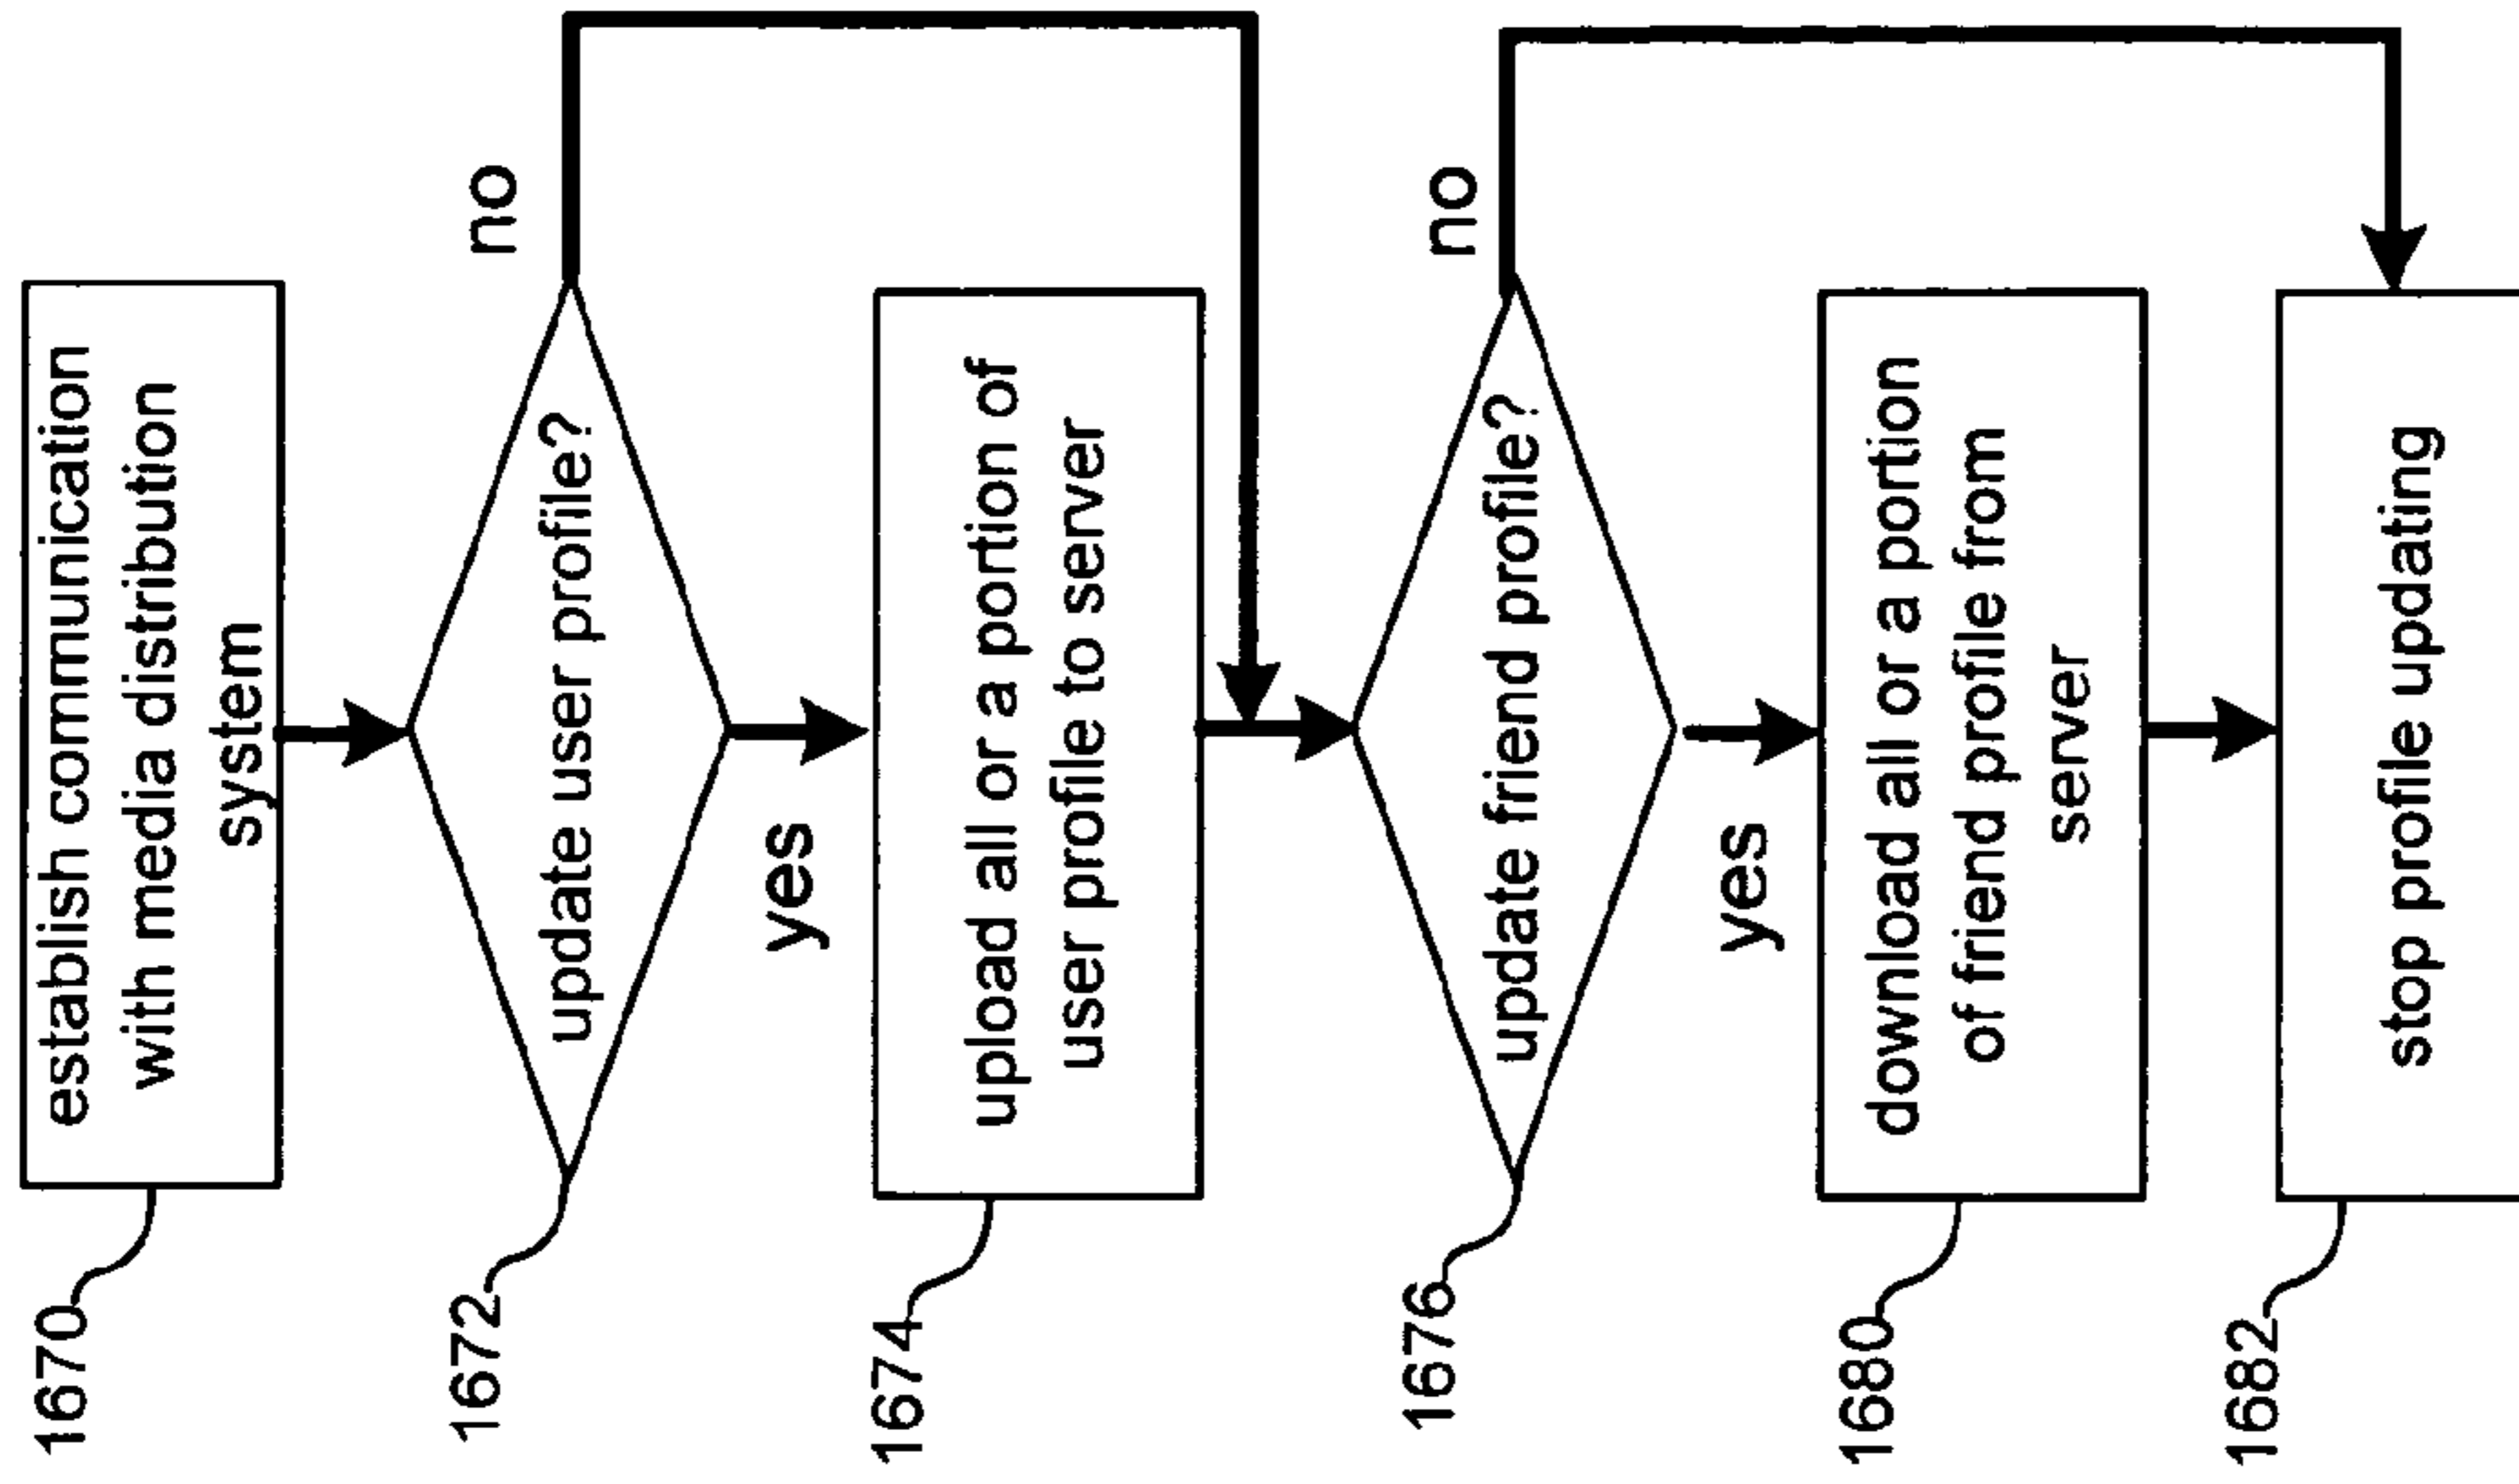 1670
establish communication
with media distribution
system
1672
update user profile?
no
yes
1674
upload all or a portion of
user profile to server
1676
update friend profile?
no
yes
1680
download all or a portion
of friend profile from
server
1682
stop profile updating